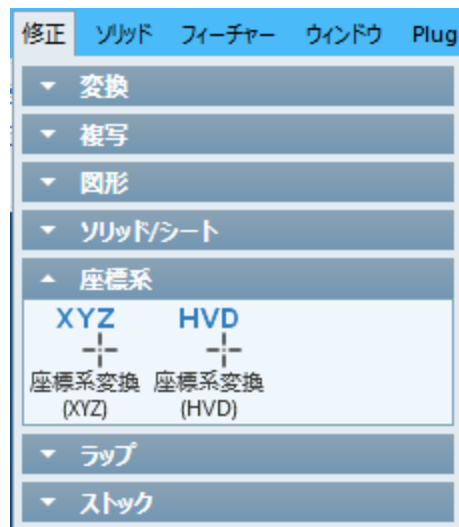 修正 ソリッド フィーチャー ウィンドウ Plug
変換
複写
図形
ソリッド/シート
座標系
XYZ HVD
座標系変換 座標系変換
(XYZ) (HVD)
ラップ
ストック